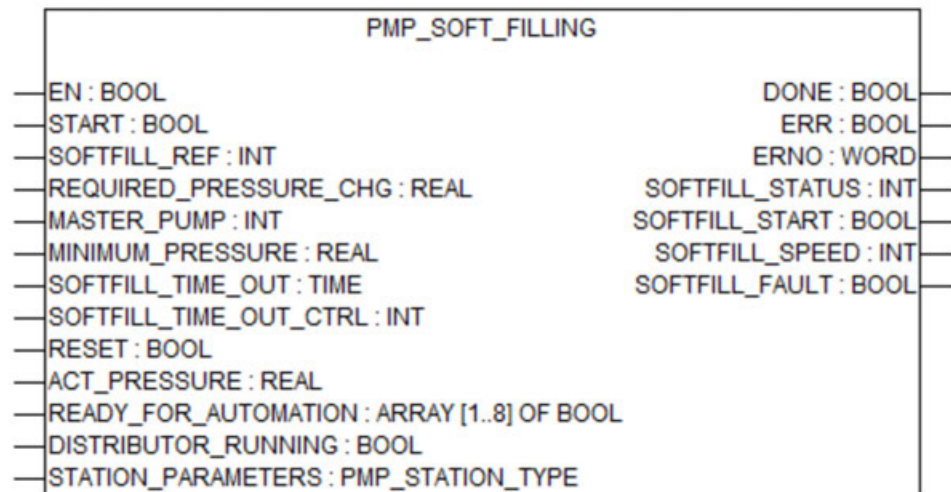 PMP_SOFT_FILLING
EN : BOOL
DONE : BOOL
START : BOOL
ERR : BOOL
SOFTFILL_REF : INT
ERNO : WORD
REQUIRED_PRESSURE_CHG : REAL
SOFTFILL_STATUS : INT
MASTER_PUMP : INT
SOFTFILL_START : BOOL
MINIMUM_PRESSURE : REAL
SOFTFILL_SPEED : INT
SOFTFILL_TIME_OUT : TIME
SOFTFILL_FAULT : BOOL
SOFTFILL_TIME_OUT_CTRL : INT
RESET : BOOL
ACT_PRESSURE : REAL
READY_FOR_AUTOMATION : ARRAY [1..8] OF BOOL
DISTRIBUTOR_RUNNING : BOOL
STATION_PARAMETERS : PMP_STATION_TYPE